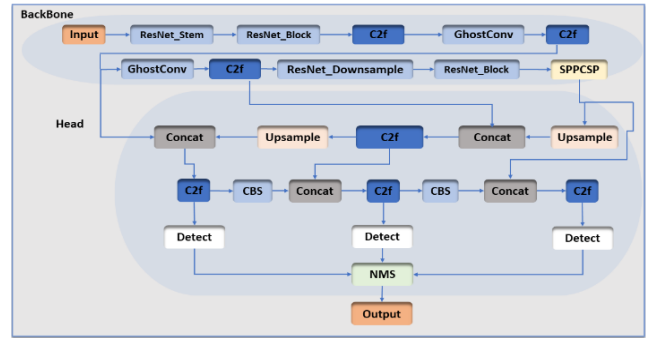 BackBone
Input ResNet_Stem ResNet_Block C2f GhostConv C2f
GhostConv C2f ResNet_Downsample ResNet_Block SPPCSP
Head
Concat Upsample C2f Concat Upsample
C2f CBS Concat C2f CBS Concat C2f
Detect Detect Detect
NMS
Output